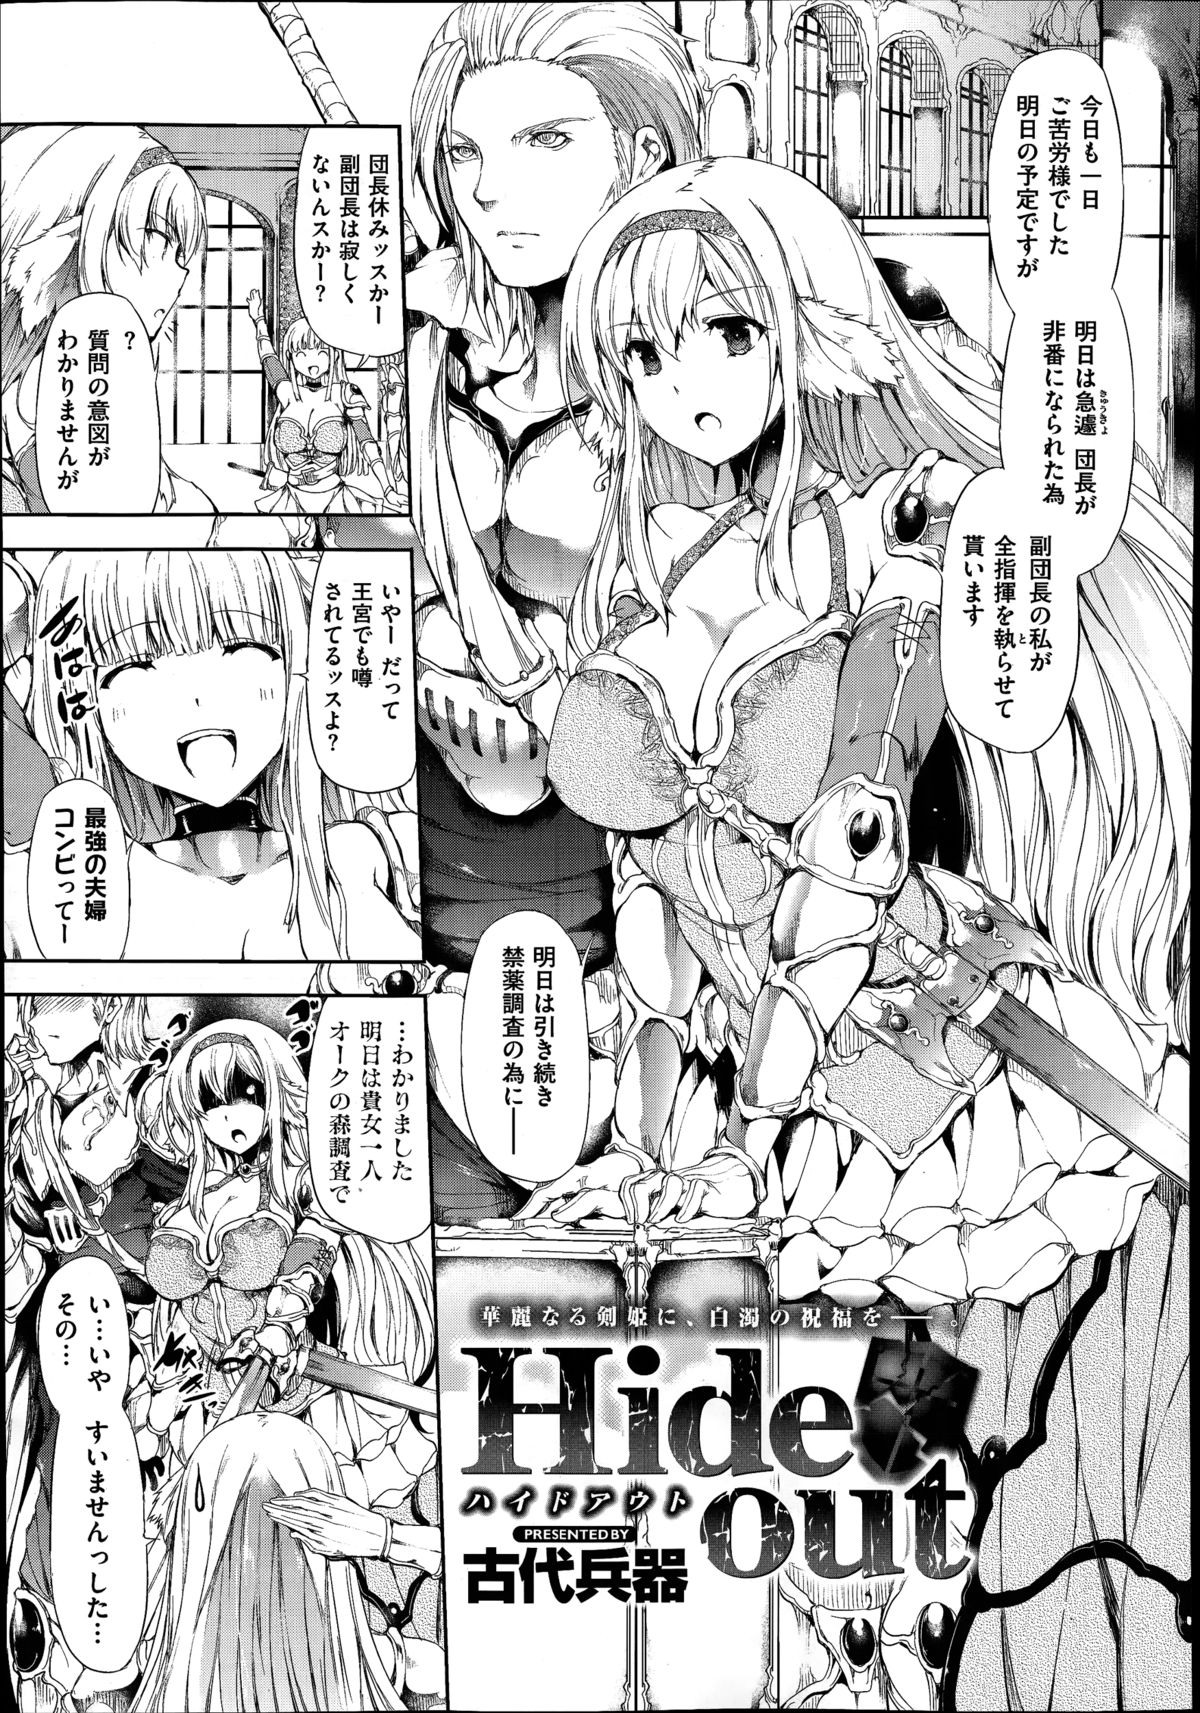 今日も一日
ご苦労様でした
明日の予定ですが
明日は急遽 団長が
きゅうきょ
非番になられた為
副団長の私が
全指揮を執らせて
と
貰います
明日は引き続き
禁薬調査の為に――
団長休みッスかー
副団長は寂しく
ないんスかー?
?
質問の意図が
わかりませんが
いやー だって
王宮でも噂
されてるッスよ?
あはは
最強の夫婦
コンビってー
…わかりました
明日は貴女一人
オークの森調査で
ゴゴゴ
い…いや すいませんっした…
その…
華麗なる剣姫に、白濁の祝福を――。
Hide
out
ハイドアウト
PRESENTED BY
古代兵器